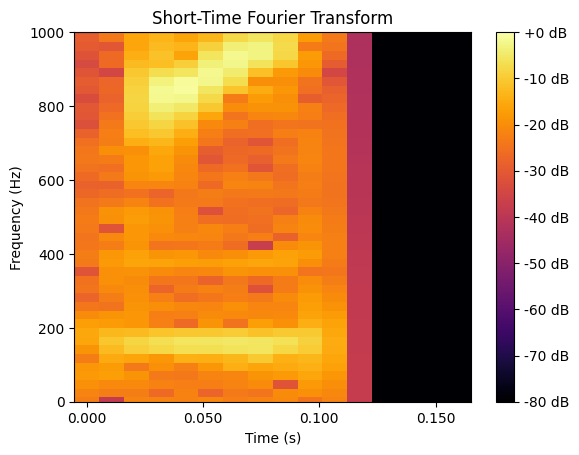 Short-Time Fourier Transform
1000
800
600
400
200
0
Frequency (Hz)
0.000
0.050
0.100
0.150
Time (s)
+0 dB
-10 dB
-20 dB
-30 dB
-40 dB
-50 dB
-60 dB
-70 dB
-80 dB